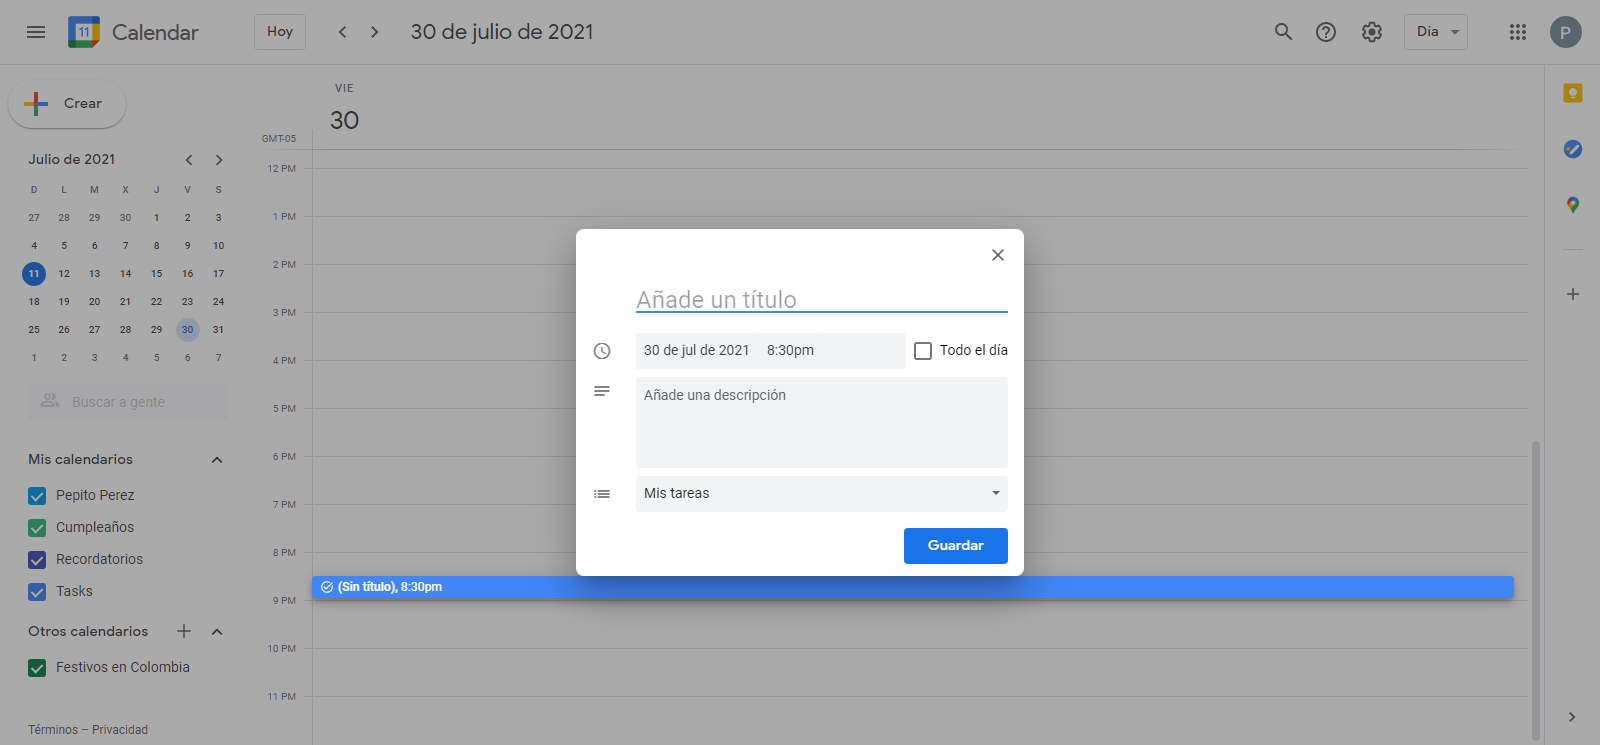 11 Calendar Hoy 30 de julio de 2021 Día P
Crear
VIE
30
GMT-05
Julio de 2021
D L M X J V S
27 28 29 30 1 2 3
4 5 6 7 8 9 10
11 12 13 14 15 16 17
18 19 20 21 22 23 24
25 26 27 28 29 30 31
1 2 3 4 5 6 7
Buscar a gente
Mis calendarios
Pepito Perez
Cumpleaños
Recordatorios
Tasks
Otros calendarios
Festivos en Colombia
Términos – Privacidad
12 PM
1 PM
2 PM
3 PM
4 PM
5 PM
6 PM
7 PM
8 PM
(Sin título), 8:30pm
9 PM
10 PM
11 PM
Añade un título
30 de jul de 2021 8:30pm Todo el día
Añade una descripción
Mis tareas
Guardar